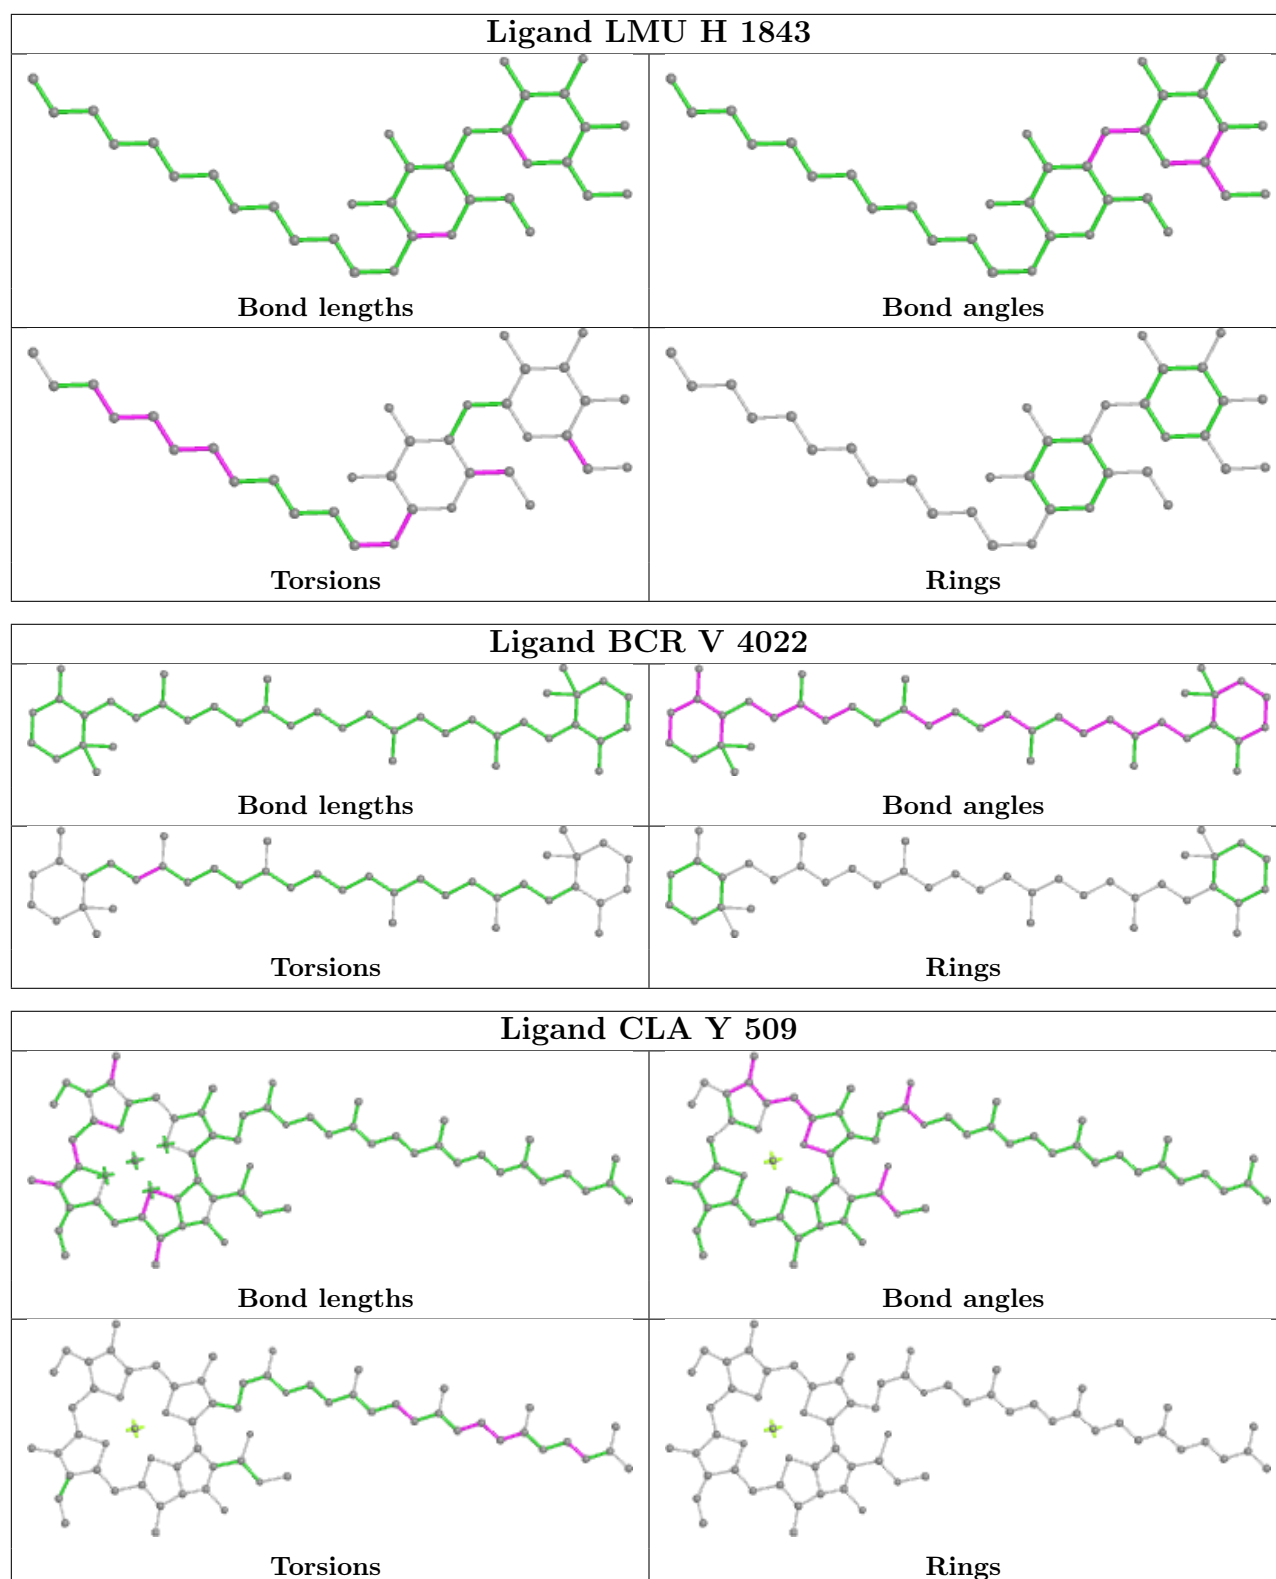 Ligand LMU H 1843
Bond lengths
Bond angles
Torsions
Rings
Ligand BCR V 4022
Bond lengths
Bond angles
Torsions
Rings
Ligand CLA Y 509
Bond lengths
Bond angles
Torsions
Rings